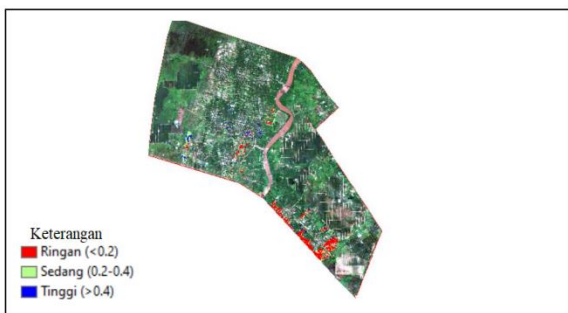 Keterangan
Ringan (<0.2)
Sedang (0.2-0.4)
Tinggi (>0.4)